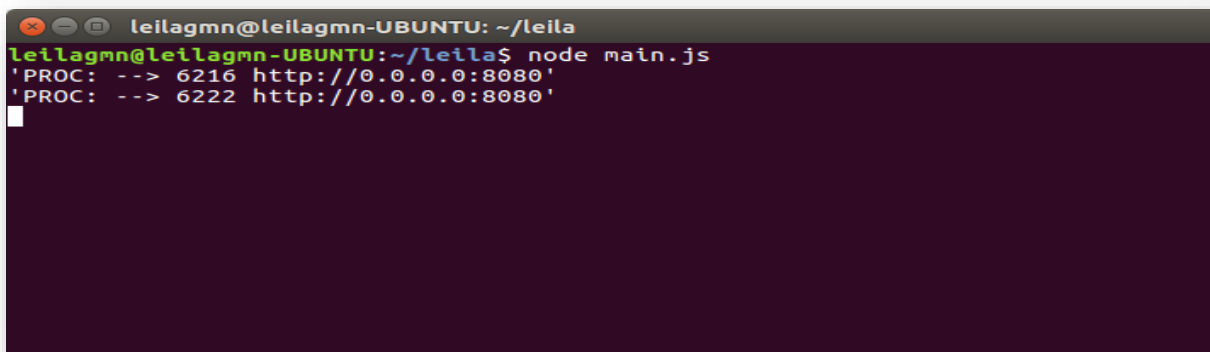 leilagmn@leilagmn-UBUNTU: ~/leila
leilagmn@leilagmn-UBUNTU:~/leila$ node main.js
'PROC: --> 6216 http://0.0.0.0:8080'
'PROC: --> 6222 http://0.0.0.0:8080'